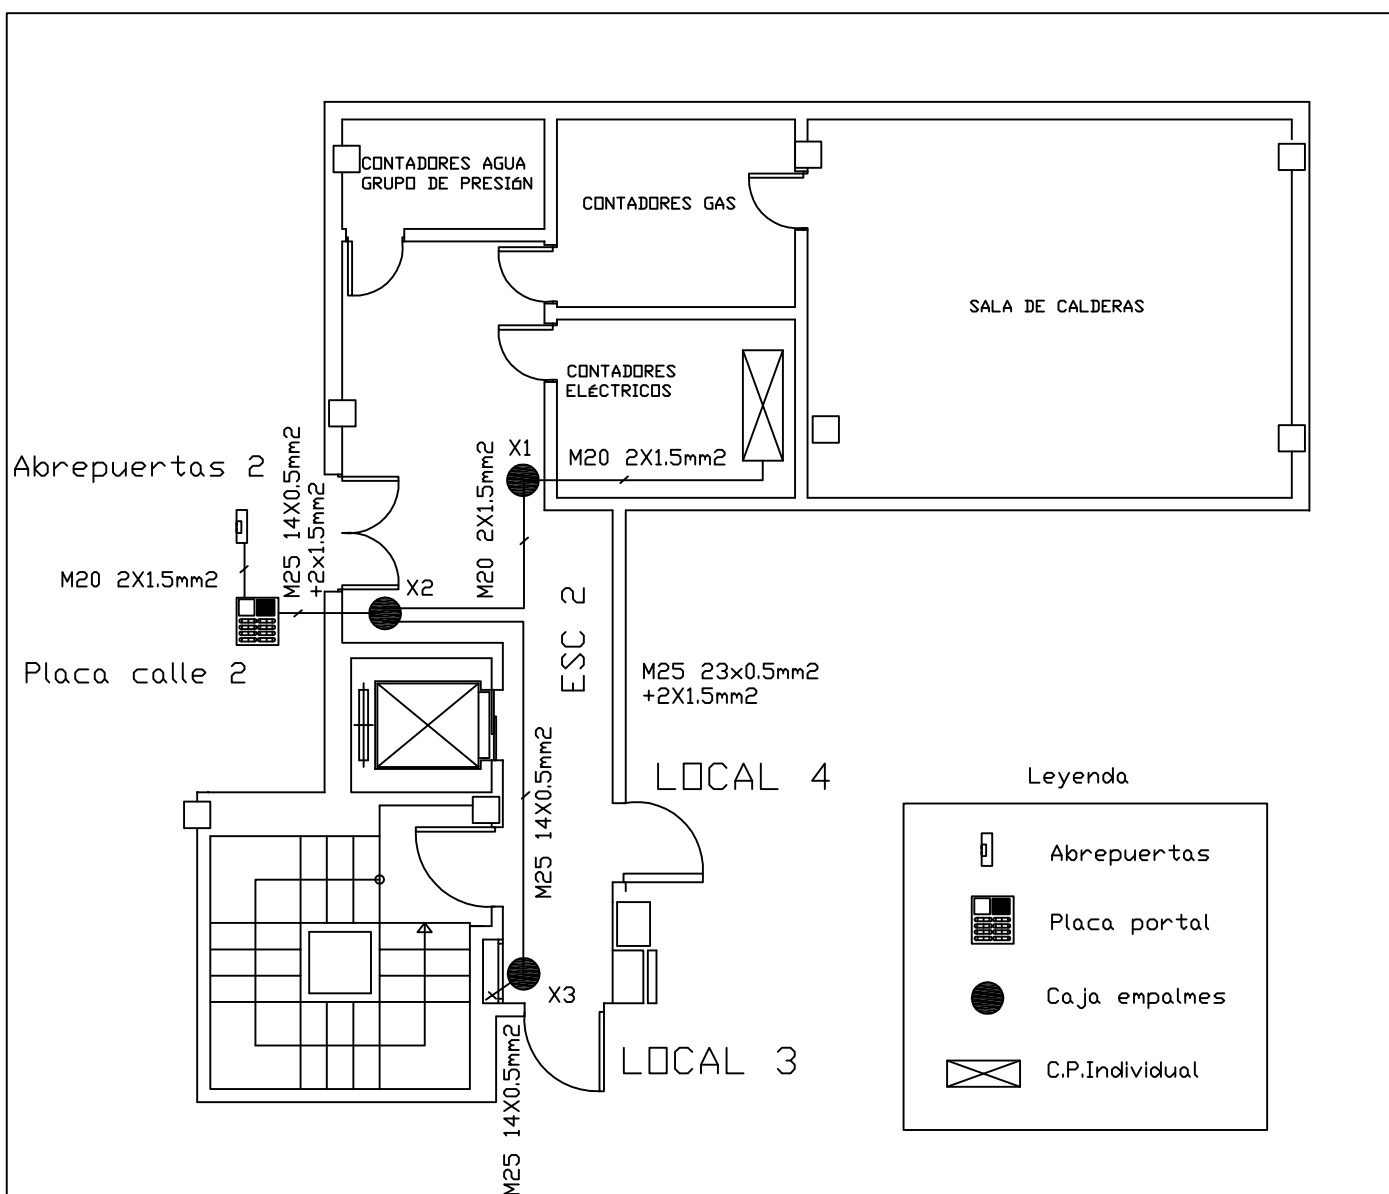 CONTADORES AGUA
GRUPO DE PRESIÓN
CONTADORES GAS
SALA DE CALDERAS
CONTADORES
ELÉCTRICOS
X1
M20 2X1.5mm2
M20 2X1.5mm2
Abrepuertas 2
M25 14X0.5mm2
+2x1.5mm2
M20 2X1.5mm2
X2
Placa calle 2
ESC 2
M25 23x0.5mm2
+2X1.5mm2
M25 14X0.5mm2
LOCAL 4
X3
LOCAL 3
M25 14X0.5mm2
Leyenda
Abrepuertas
Placa portal
Caja empalmes
C.P.Individual